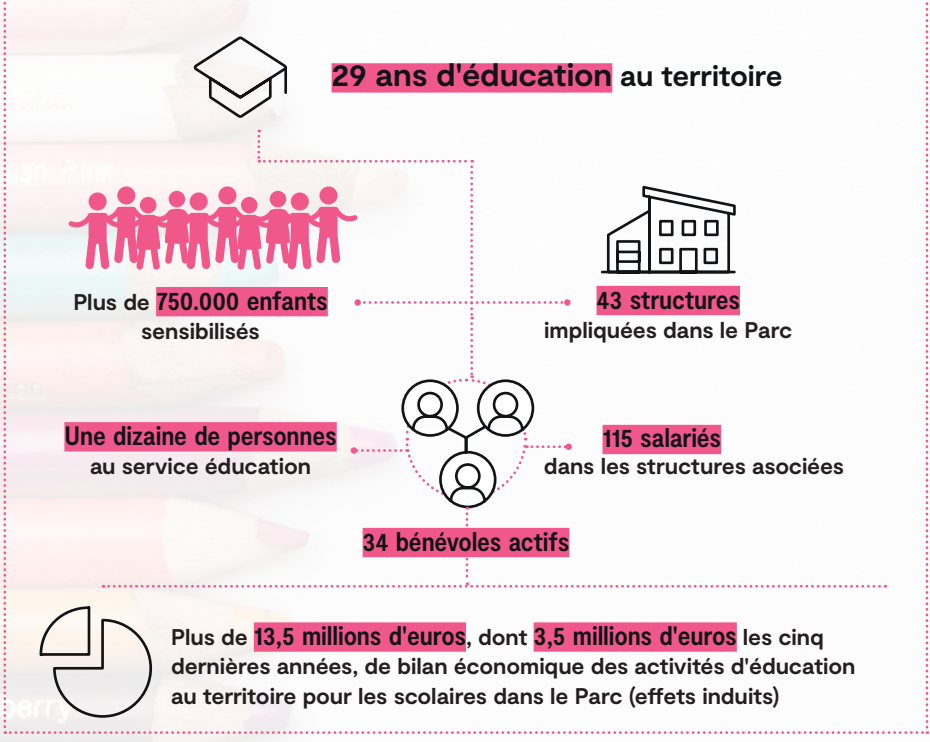 29 ans d'éducation au territoire
Plus de 750.000 enfants
sensibilisés
43 structures
impliquées dans le Parc
Une dizaine de personnes
au service éducation
115 salariés
dans les structures asociées
34 bénévoles actifs
Plus de 13,5 millions d'euros, dont 3,5 millions d'euros les cinq
dernières années, de bilan économique des activités d'éducation
au territoire pour les scolaires dans le Parc (effets induits)